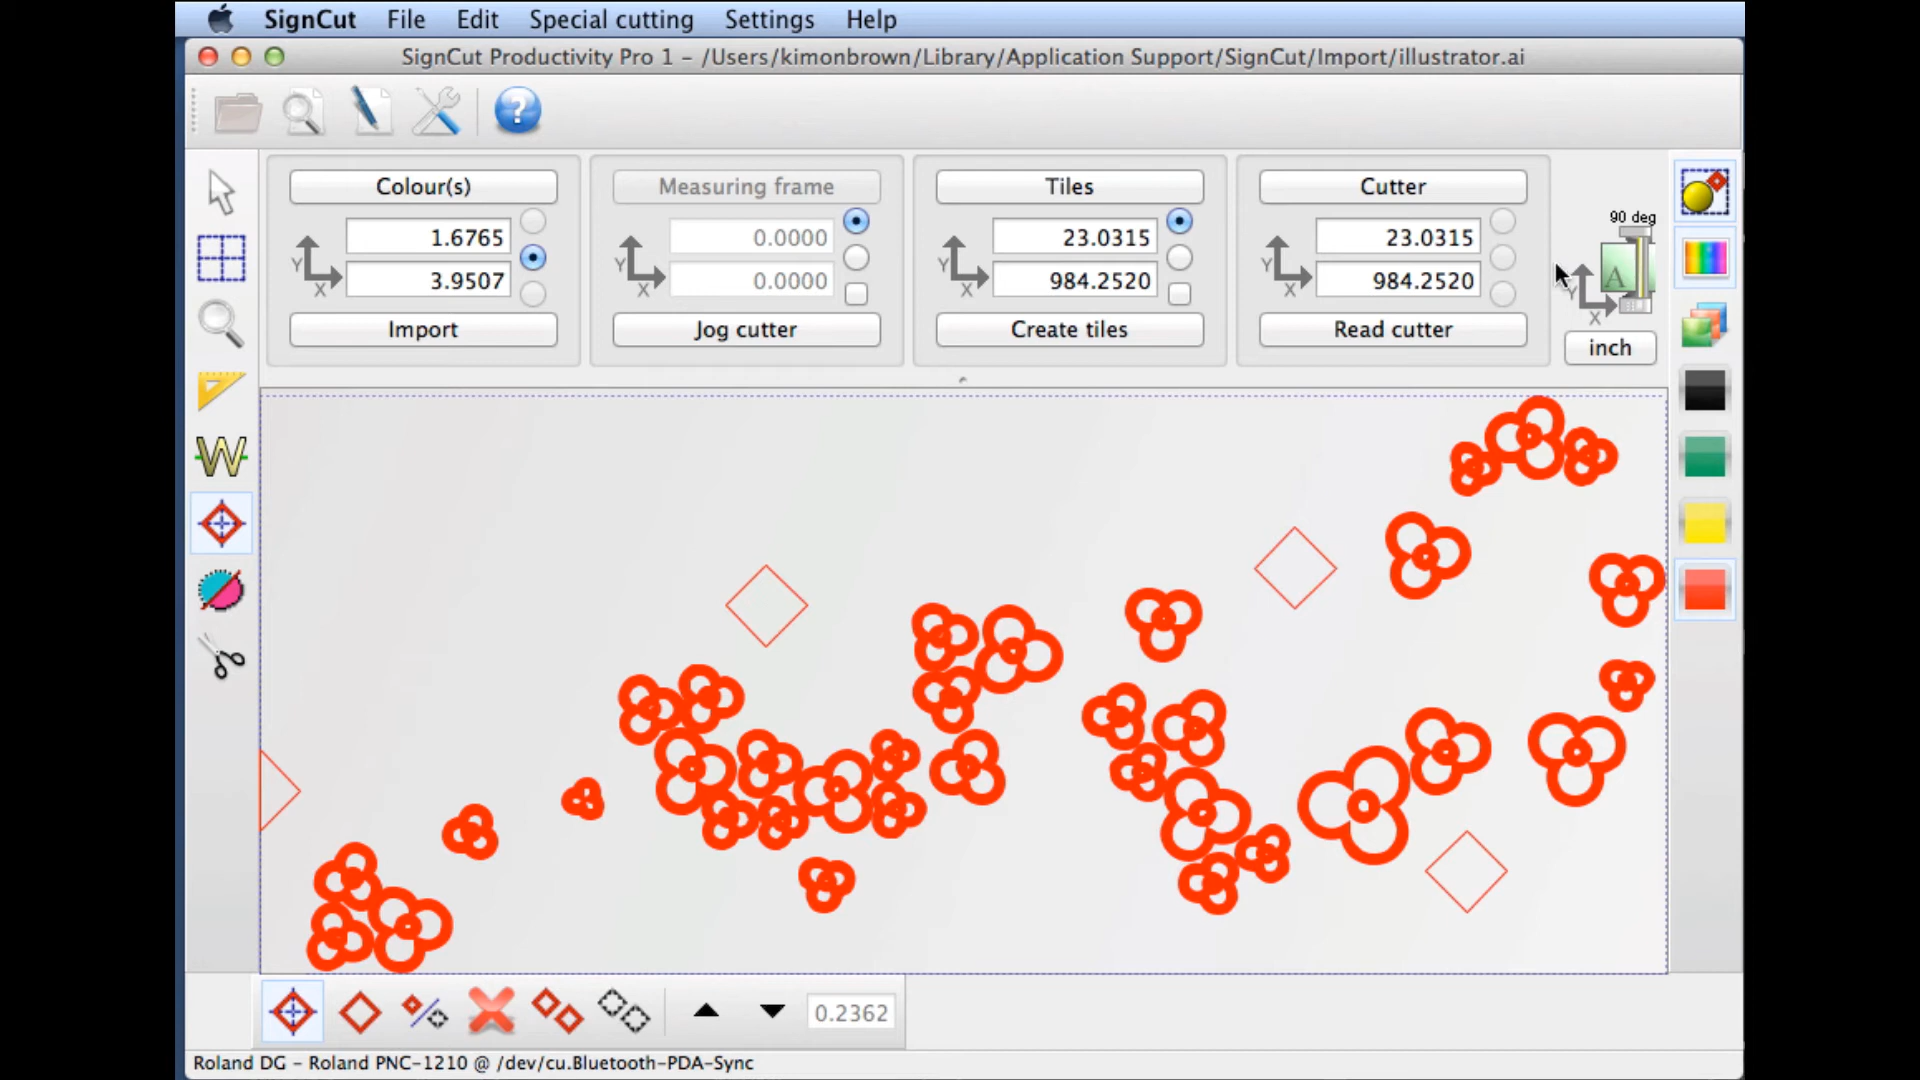 SignCut File Edit Special cutting Settings Help
SignCut Productivity Pro 1 – /Users/kimonbrown/Library/Application Support/SignCut/Import/illustrator.ai
?
Colour(s) Measuring frame Tiles Cutter
90 deg
1.6765 0.0000 23.0315 23.0315
Y Y Y Y A
3.9507 0.0000 984.2520 984.2520
X X X X Y X
Import Jog cutter Create tiles Read cutter
inch
W
0.2362
Roland DG – Roland PNC-1210 @ /dev/cu.Bluetooth-PDA-Sync